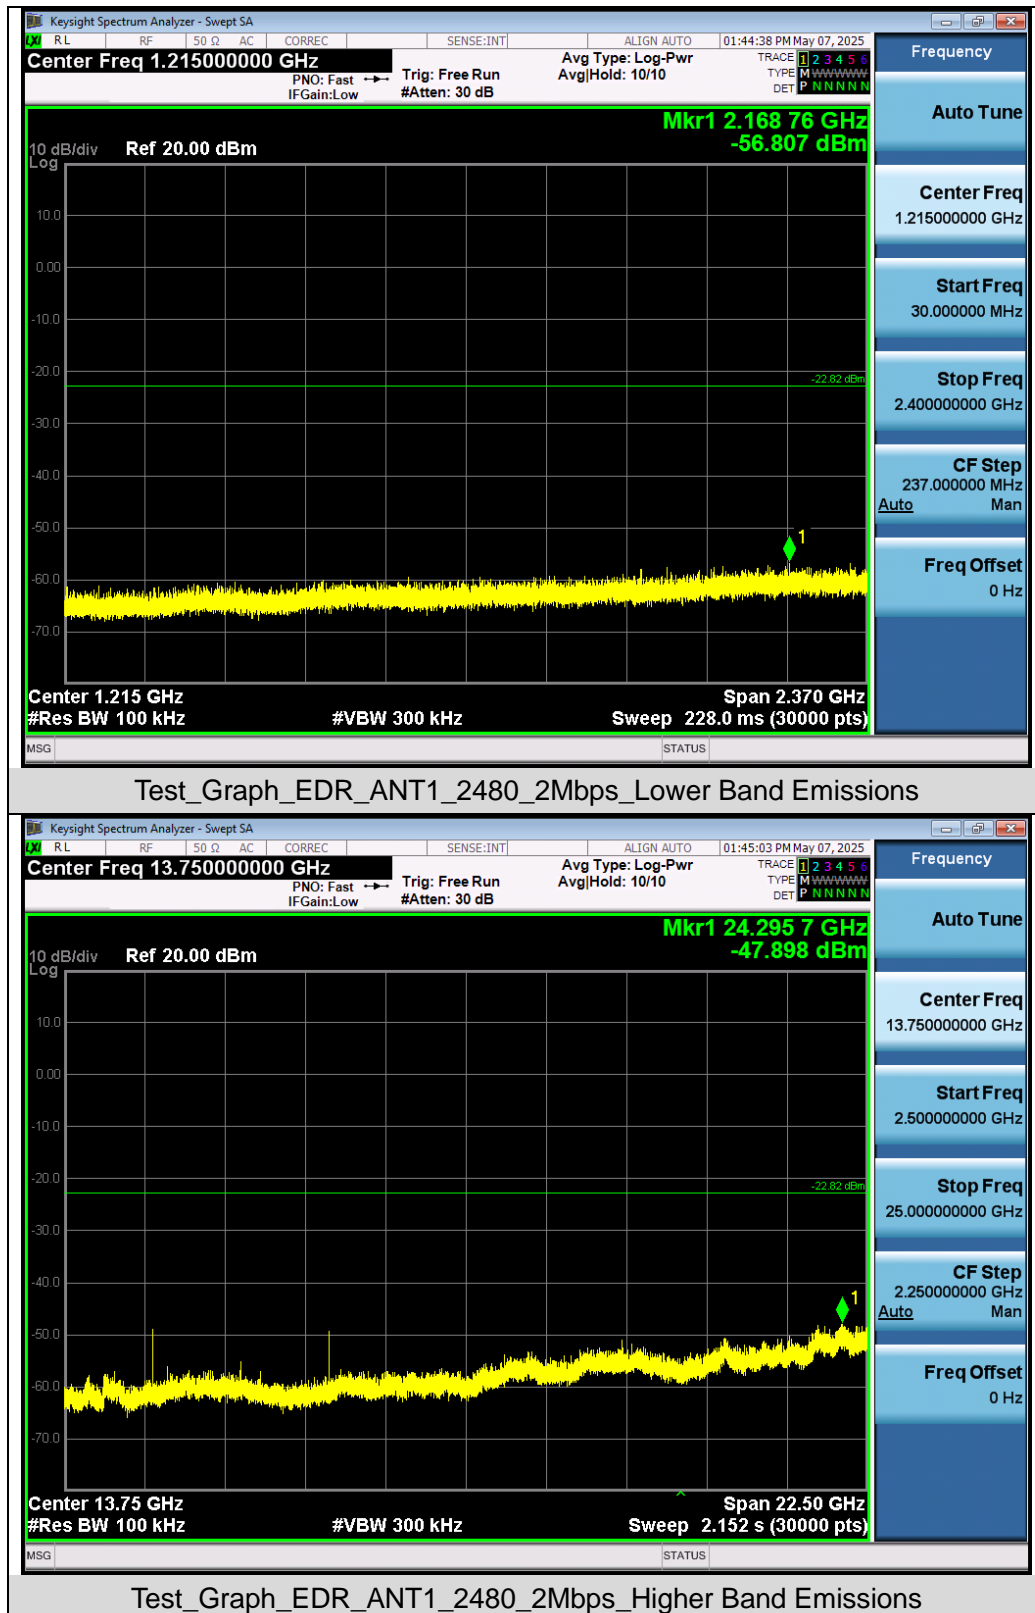 Keysight Spectrum Analyzer - Swept SA
LXI RL RF 50 Ω AC CORREC SENSE:INT ALIGN AUTO 01:44:38 PM May 07, 2025
Center Freq 1.215000000 GHz
PNO: Fast
IFGain:Low
Trig: Free Run
#Atten: 30 dB
Avg Type: Log-Pwr
Avg|Hold: 10/10
TRACE 1 2 3 4 5 6
TYPE M WWWWW
DET P N N N N N
Mkr1 2.168 76 GHz
-56.807 dBm
10 dB/div Ref 20.00 dBm
Log
10.0
0.00
-10.0
-20.0
-22.82 dBm
-30.0
-40.0
-50.0
1
-60.0
-70.0
Center 1.215 GHz Span 2.370 GHz
#Res BW 100 kHz #VBW 300 kHz Sweep 228.0 ms (30000 pts)
MSG STATUS
Frequency
Auto Tune
Center Freq
1.215000000 GHz
Start Freq
30.000000 MHz
Stop Freq
2.400000000 GHz
CF Step
237.000000 MHz
Auto Man
Freq Offset
0 Hz
Test_Graph_EDR_ANT1_2480_2Mbps_Lower Band Emissions
Keysight Spectrum Analyzer - Swept SA
LXI RL RF 50 Ω AC CORREC SENSE:INT ALIGN AUTO 01:45:03 PM May 07, 2025
Center Freq 13.750000000 GHz
PNO: Fast
IFGain:Low
Trig: Free Run
#Atten: 30 dB
Avg Type: Log-Pwr
Avg|Hold: 10/10
TRACE 1 2 3 4 5 6
TYPE M WWWWW
DET P N N N N N
Mkr1 24.295 7 GHz
-47.898 dBm
10 dB/div Ref 20.00 dBm
Log
10.0
0.00
-10.0
-20.0
-22.82 dBm
-30.0
-40.0
1
-50.0
-60.0
-70.0
Center 13.75 GHz Span 22.50 GHz
#Res BW 100 kHz #VBW 300 kHz Sweep 2.152 s (30000 pts)
MSG STATUS
Frequency
Auto Tune
Center Freq
13.750000000 GHz
Start Freq
2.500000000 GHz
Stop Freq
25.000000000 GHz
CF Step
2.250000000 GHz
Auto Man
Freq Offset
0 Hz
Test_Graph_EDR_ANT1_2480_2Mbps_Higher Band Emissions